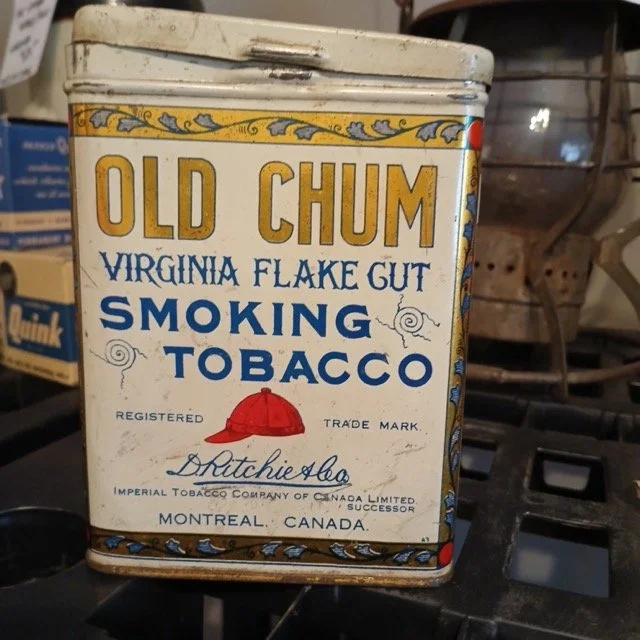 OLD CHUM
VIRGINIA FLAKE CUT
SMOKING
TOBACCO
REGISTERED TRADE MARK.
D. Ritchie & Co.
IMPERIAL TOBACCO COMPANY OF CANADA LIMITED.
SUCCESSOR
MONTREAL, CANADA.
Quink